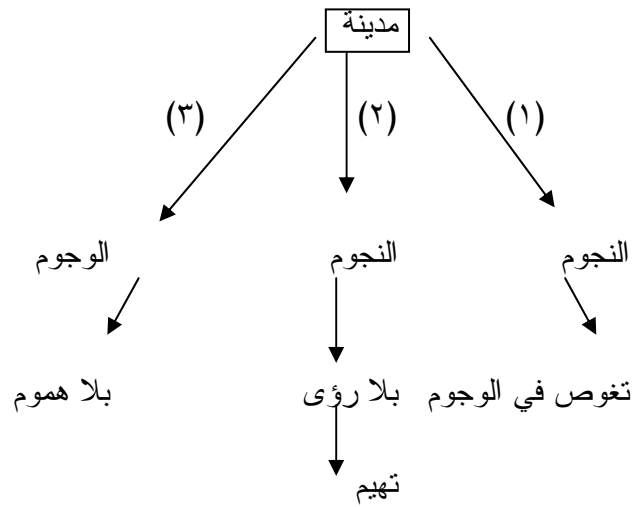 مدينة
(١) (٢) (٣)
النجوم النجوم الوجوم
تغوص في الوجوم بلا رؤى بلا هموم
تهيم